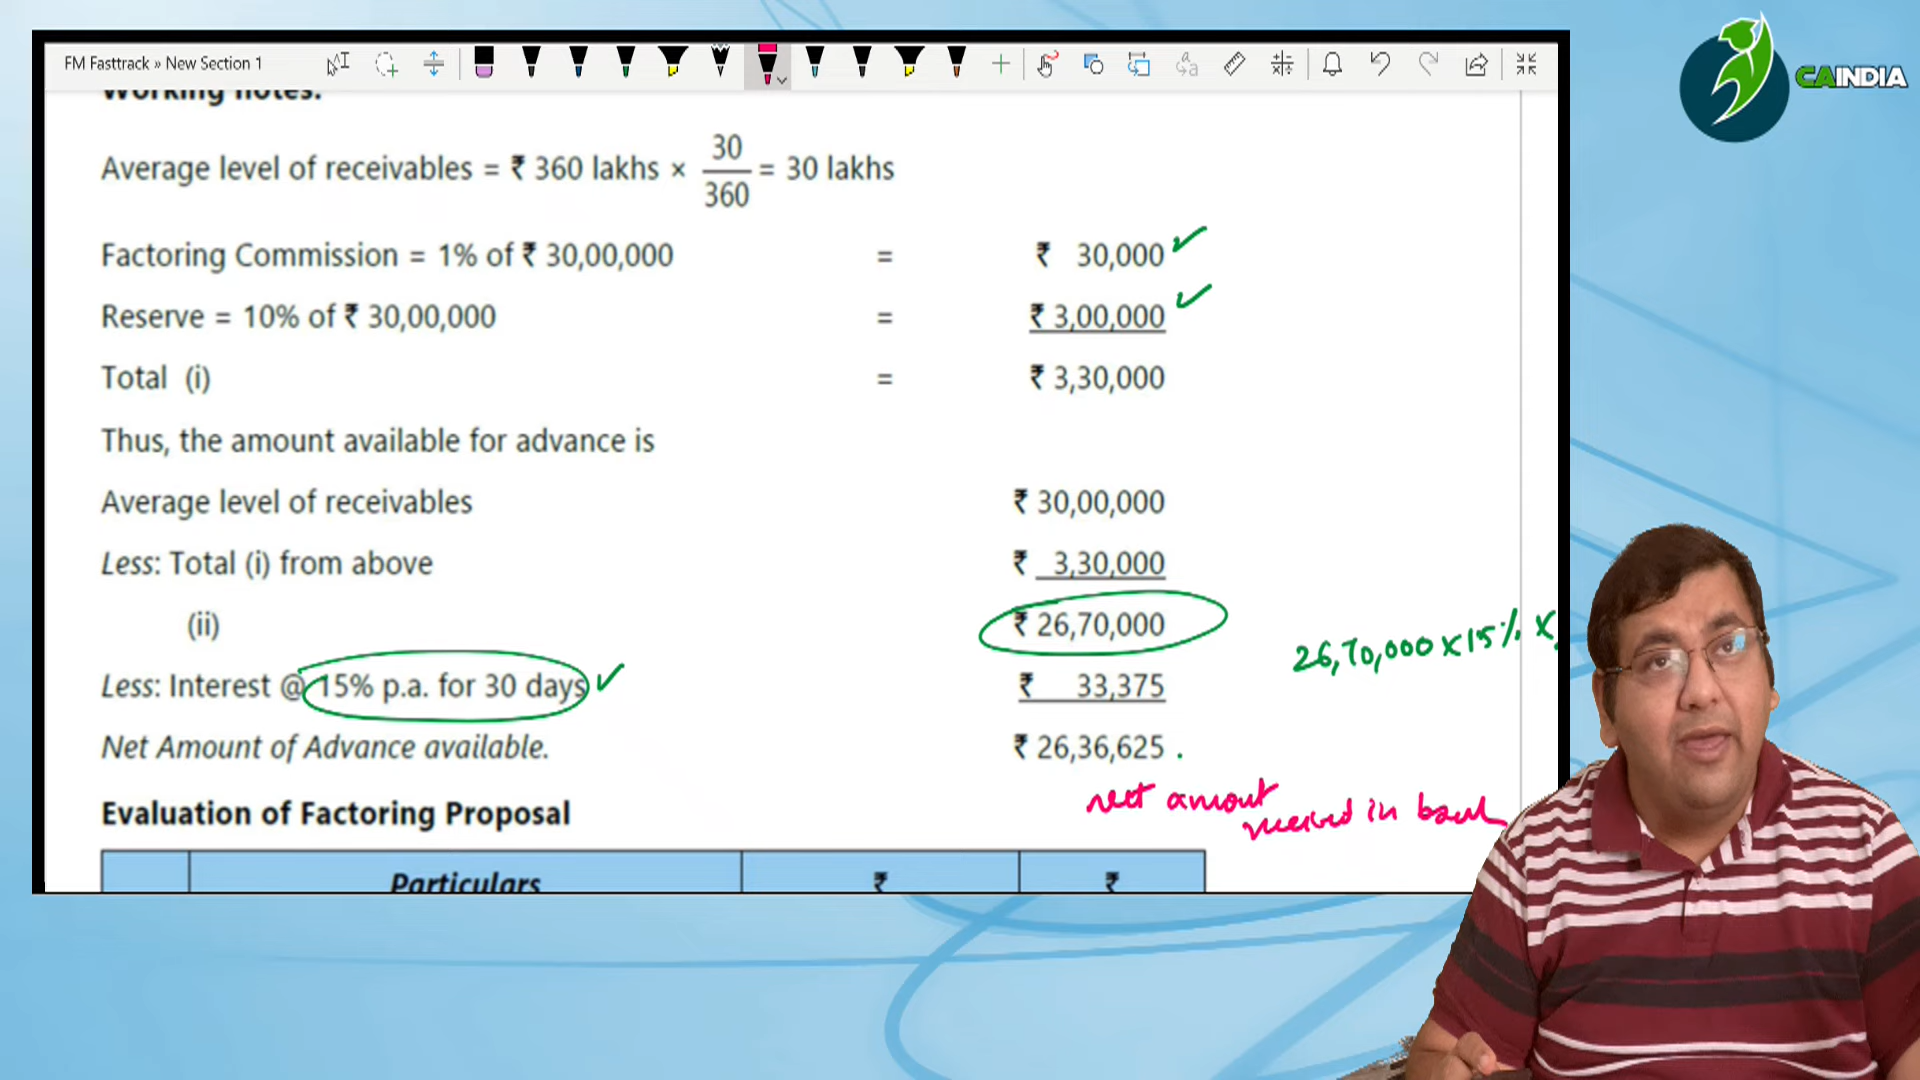 FM Fasttrack » New Section 1
CAINDIA
Working notes:
Average level of receivables = ₹ 360 lakhs × 30/360 = 30 lakhs
Factoring Commission = 1% of ₹ 30,00,000 = ₹ 30,000
Reserve = 10% of ₹ 30,00,000 = ₹ 3,00,000
Total (i) = ₹ 3,30,000
Thus, the amount available for advance is
Average level of receivables ₹ 30,00,000
Less: Total (i) from above ₹ 3,30,000
(ii) ₹ 26,70,000
26,70,000 x 15% x
Less: Interest @ 15% p.a. for 30 days ₹ 33,375
Net Amount of Advance available. ₹ 26,36,625 .
net amout
received in bank
Evaluation of Factoring Proposal
Particulars ₹ ₹